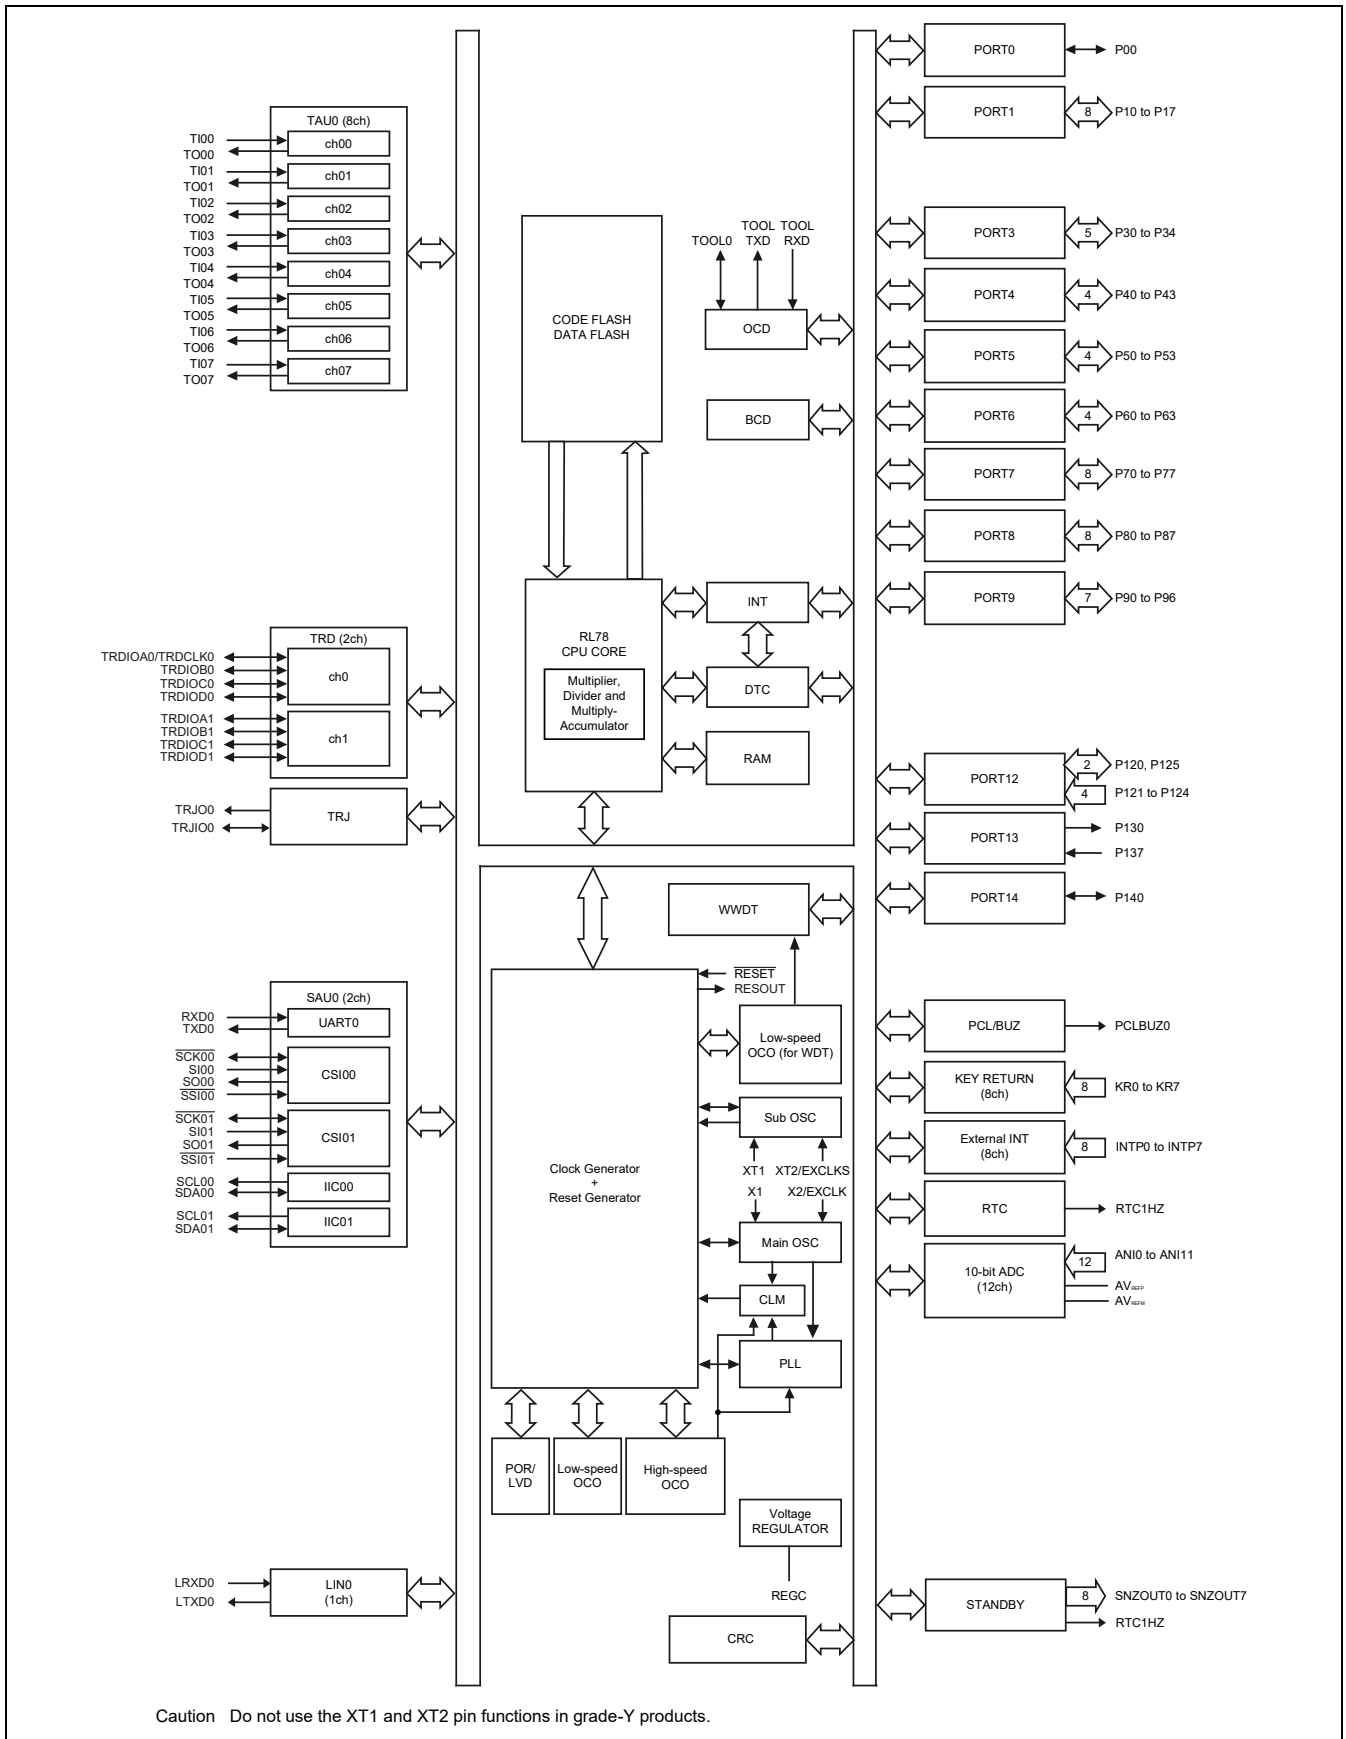 TAU0 (8ch)
TI00
TO00
ch00
TI01
TO01
ch01
TI02
TO02
ch02
TI03
TO03
ch03
TI04
TO04
ch04
TI05
TO05
ch05
TI06
TO06
ch06
TI07
TO07
ch07
TRD (2ch)
TRDIOA0/TRDCLK0
TRDIOB0
TRDIOC0
TRDIOD0
ch0
TRDIOA1
TRDIOB1
TRDIOC1
TRDIOD1
ch1
TRJO0
TRJIO0
TRJ
SAU0 (2ch)
RXD0
TXD0
UART0
SCK00
SI00
SO00
SSI00
CSI00
SCK01
SI01
SO01
SSI01
CSI01
SCL00
SDA00
IIC00
SCL01
SDA01
IIC01
LRXD0
LTXD0
LIN0
(1ch)
CODE FLASH
DATA FLASH
TOOL0
TOOL
TXD
TOOL
RXD
OCD
BCD
RL78
CPU CORE
Multiplier,
Divider and
Multiply-
Accumulator
INT
DTC
RAM
WWDT
RESET
RESOUT
Low-speed
OCO (for WDT)
Sub OSC
XT1
XT2/EXCLKS
X1
X2/EXCLK
Main OSC
CLM
PLL
Clock Generator
+
Reset Generator
POR/
LVD
Low-speed
OCO
High-speed
OCO
Voltage
REGULATOR
REGC
CRC
PORT0
P00
PORT1
8
P10 to P17
PORT3
5
P30 to P34
PORT4
4
P40 to P43
PORT5
4
P50 to P53
PORT6
4
P60 to P63
PORT7
8
P70 to P77
PORT8
8
P80 to P87
PORT9
7
P90 to P96
PORT12
2
P120, P125
4
P121 to P124
PORT13
P130
P137
PORT14
P140
PCL/BUZ
PCLBUZ0
KEY RETURN
(8ch)
8
KR0 to KR7
External INT
(8ch)
8
INTP0 to INTP7
RTC
RTC1HZ
10-bit ADC
(12ch)
12
ANI0 to ANI11
AVREFP
AVREFM
STANDBY
8
SNZOUT0 to SNZOUT7
RTC1HZ
Caution Do not use the XT1 and XT2 pin functions in grade-Y products.